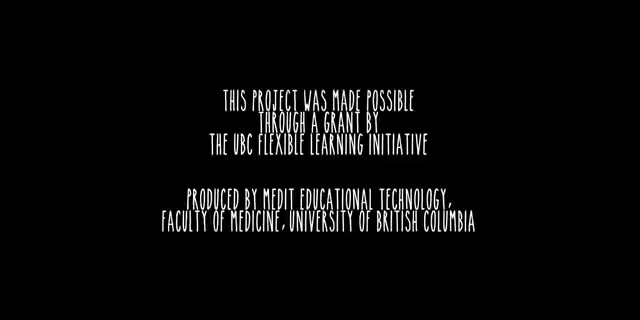 THIS PROJECT WAS MADE POSSIBLE
THROUGH A GRANT BY
THE UBC FLEXIBLE LEARNING INITIATIVE
PRODUCED BY MEDIT EDUCATIONAL TECHNOLOGY,
FACULTY OF MEDICINE, UNIVERSITY OF BRITISH COLUMBIA